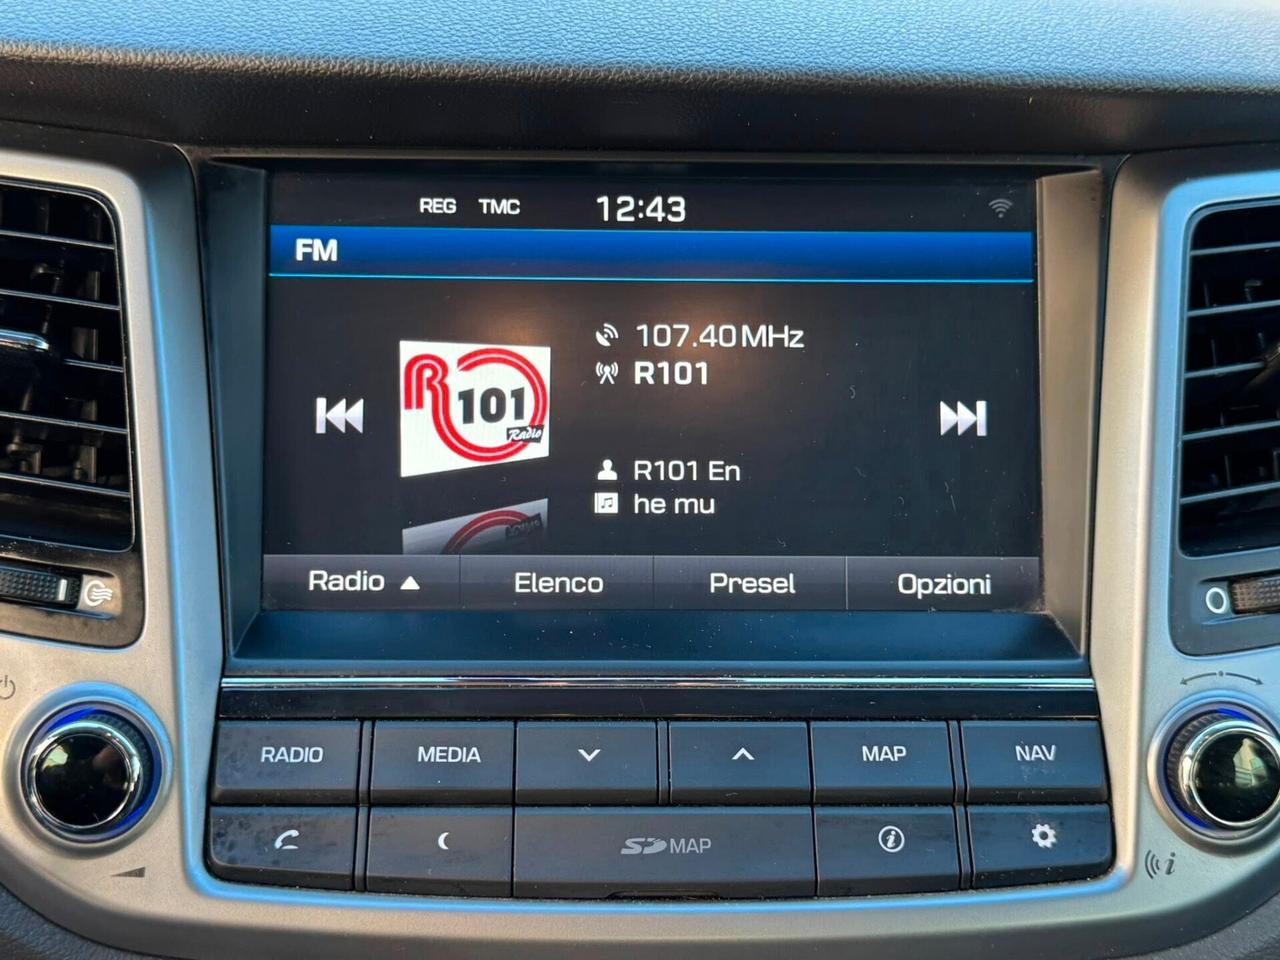 REG TMC 12:43
FM
107.40MHz
R101
R 101
Radio
R101 En
he mu
Radio Elenco Presel Opzioni
RADIO MEDIA MAP NAV
SD MAP